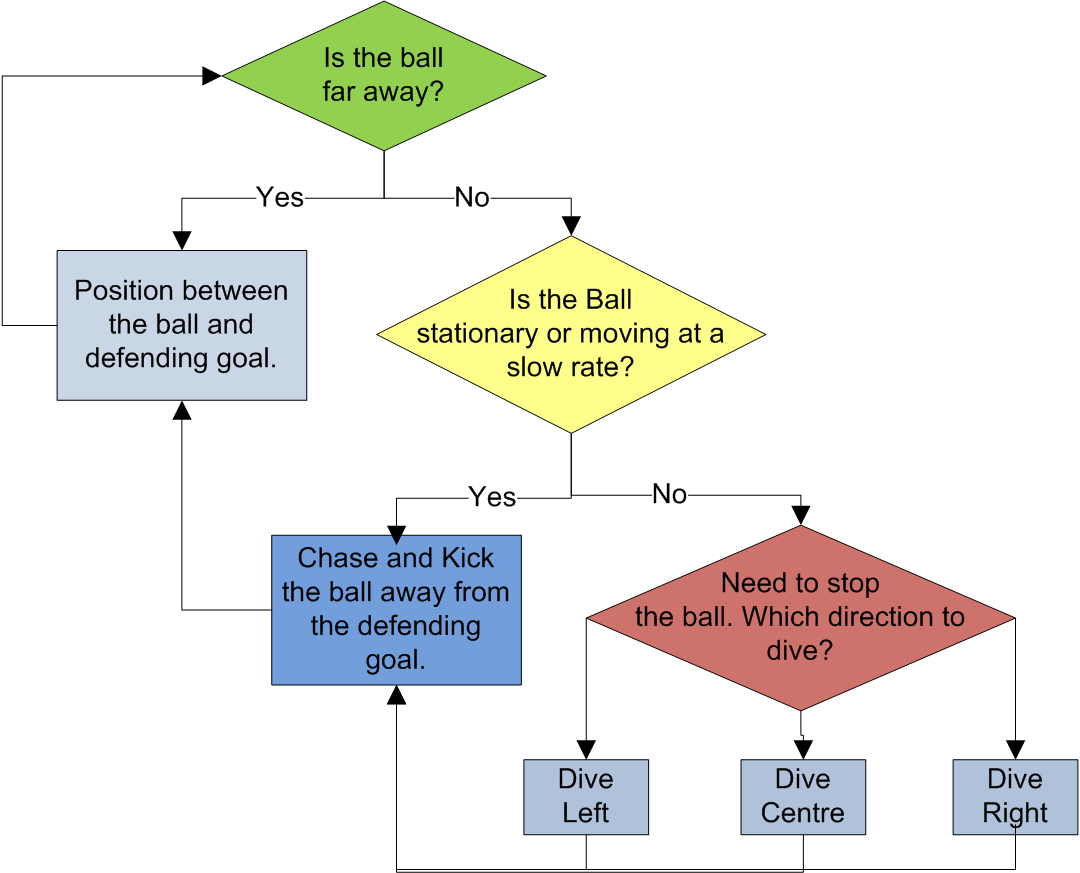 Is the ball
far away?
Yes
No
Position between
the ball and
defending goal.
Is the Ball
stationary or moving at a
slow rate?
Yes
No
Chase and Kick
the ball away from
the defending
goal.
Need to stop
the ball. Which direction to
dive?
Dive
Left
Dive
Centre
Dive
Right